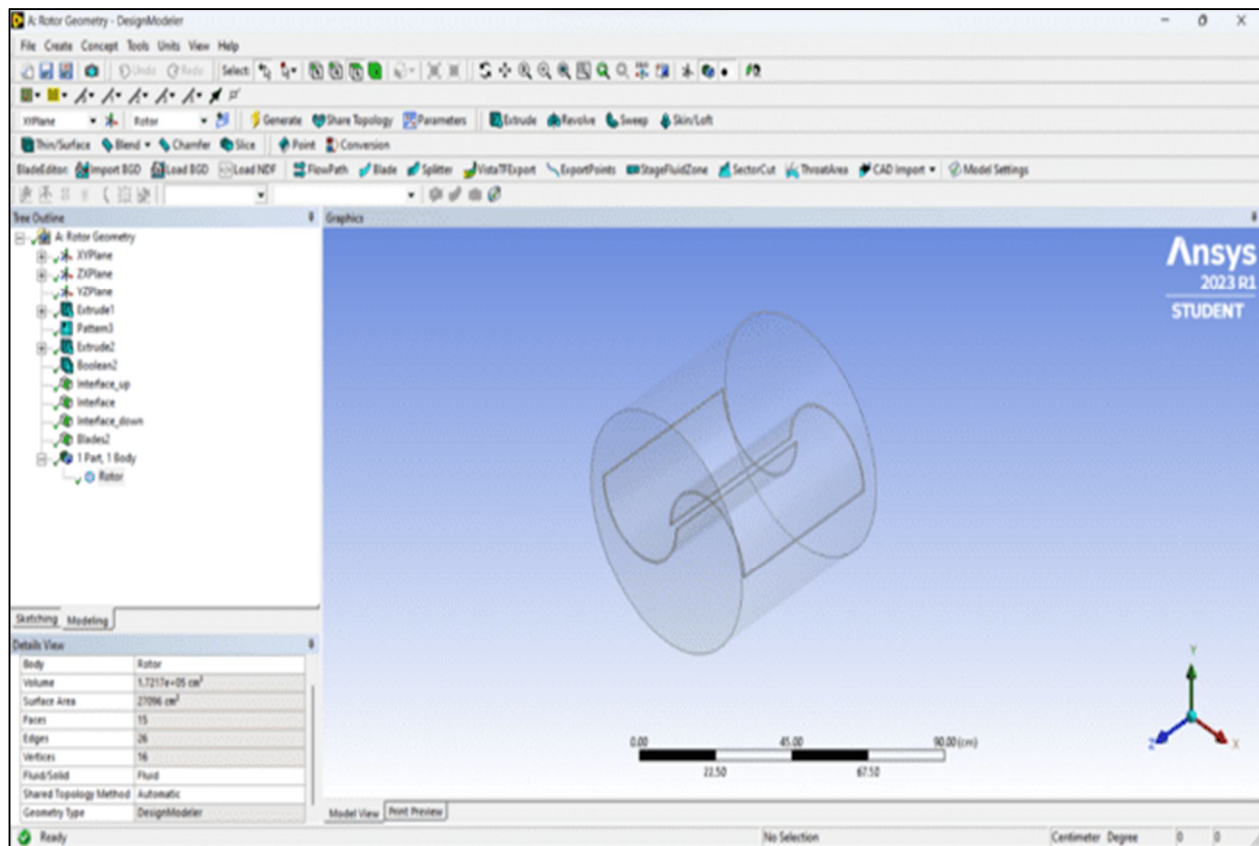 A: Rotor Geometry - DesignModeler
File Create Concept Tools Units View Help
Undo Redo Select:
XYPlane Rotor Generate Share Topology Parameters Extrude Revolve Sweep Skin/Loft
Thin/Surface Blend Chamfer Slice Point Conversion
BladeEditor: Import BGD Load BGD Load NDF FlowPath Blade Splitter VistaTFExport ExportPoints StageFluidZone SectorCut ThroatArea CAD Import Model Settings
Tree Outline
A: Rotor Geometry
XYPlane
ZXPlane
YZPlane
Extrude1
Pattern3
Extrude2
Boolean2
Interface_up
Interface
Interface_down
Blades2
1 Part, 1 Body
Rotor
Sketching Modeling
Details View
Body Rotor
Volume 1.7217e+05 cm³
Surface Area 27096 cm²
Faces 15
Edges 26
Vertices 16
Fluid/Solid Fluid
Shared Topology Method Automatic
Geometry Type DesignModeler
Graphics
Ansys
2023 R1
STUDENT
Y
Z
X
0.00 45.00 90.00 (cm)
22.50 67.50
Model View Print Preview
Ready No Selection Centimeter Degree 0 0